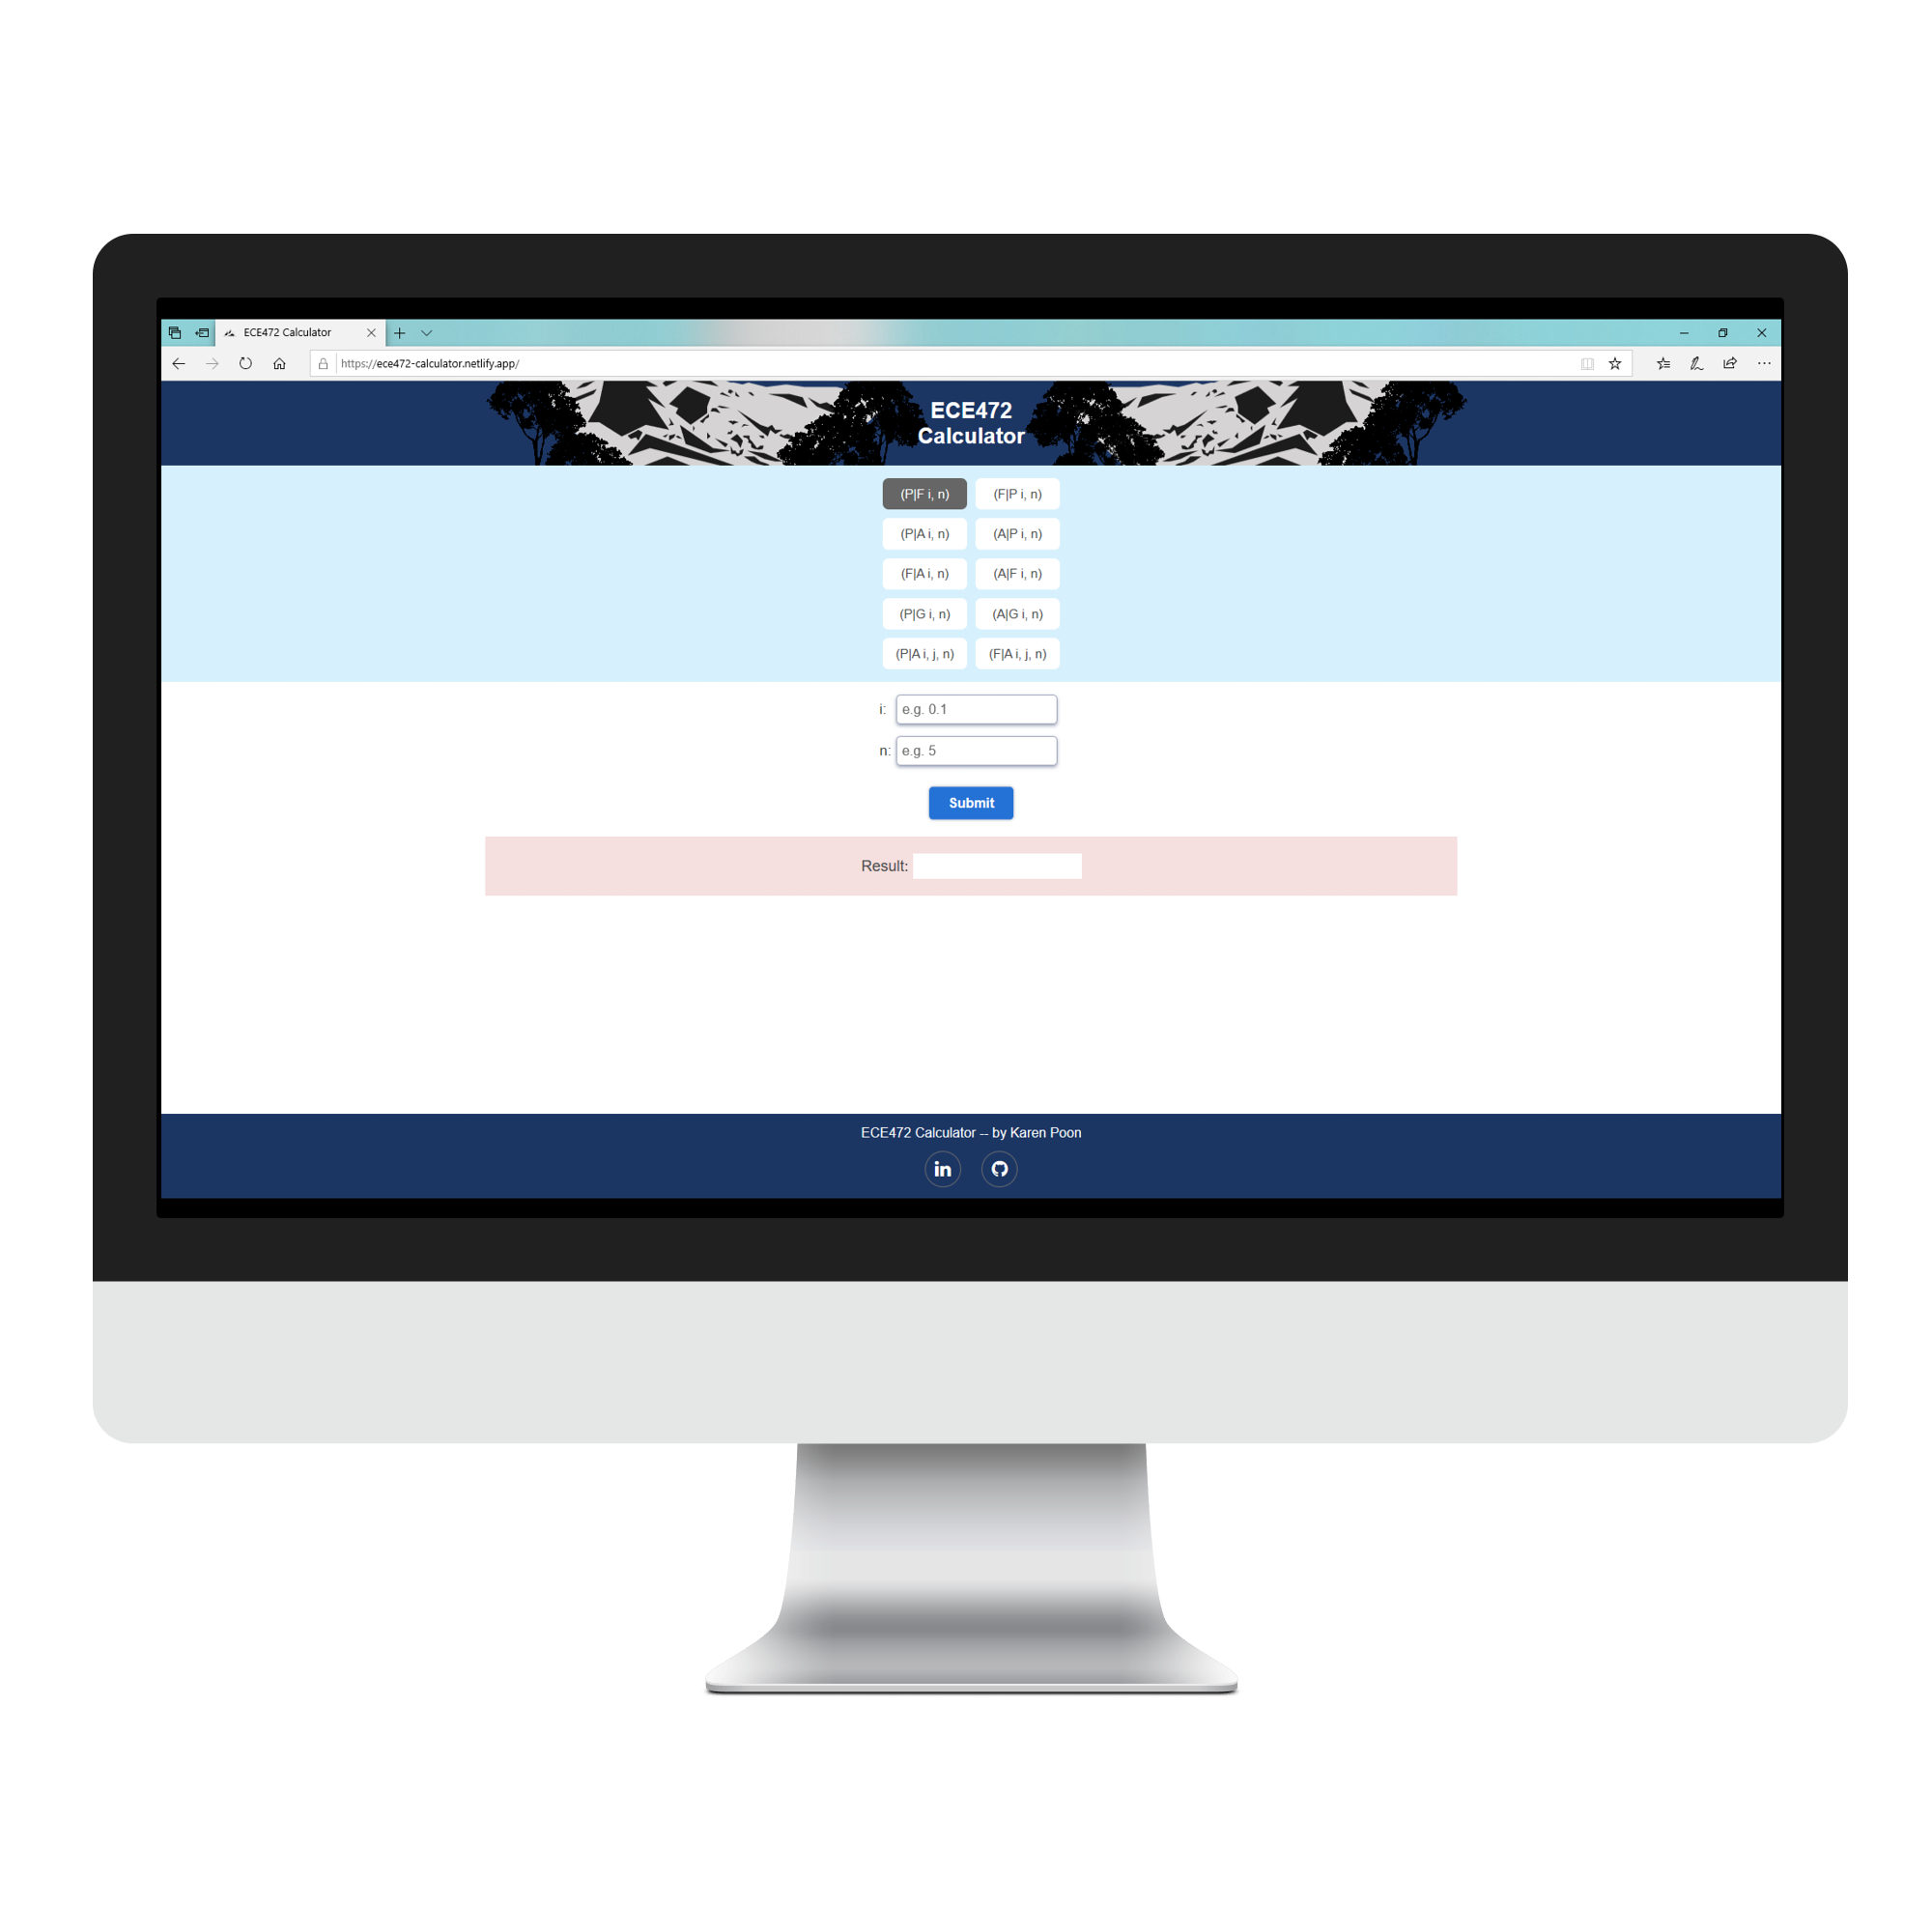 ECE472 Calculator
https://ece472-calculator.netlify.app/
ECE472
Calculator
(P|F i, n) (F|P i, n)
(P|A i, n) (A|P i, n)
(F|A i, n) (A|F i, n)
(P|G i, n) (A|G i, n)
(P|A i, j, n) (F|A i, j, n)
i: e.g. 0.1
n: e.g. 5
Submit
Result:
ECE472 Calculator -- by Karen Poon
in